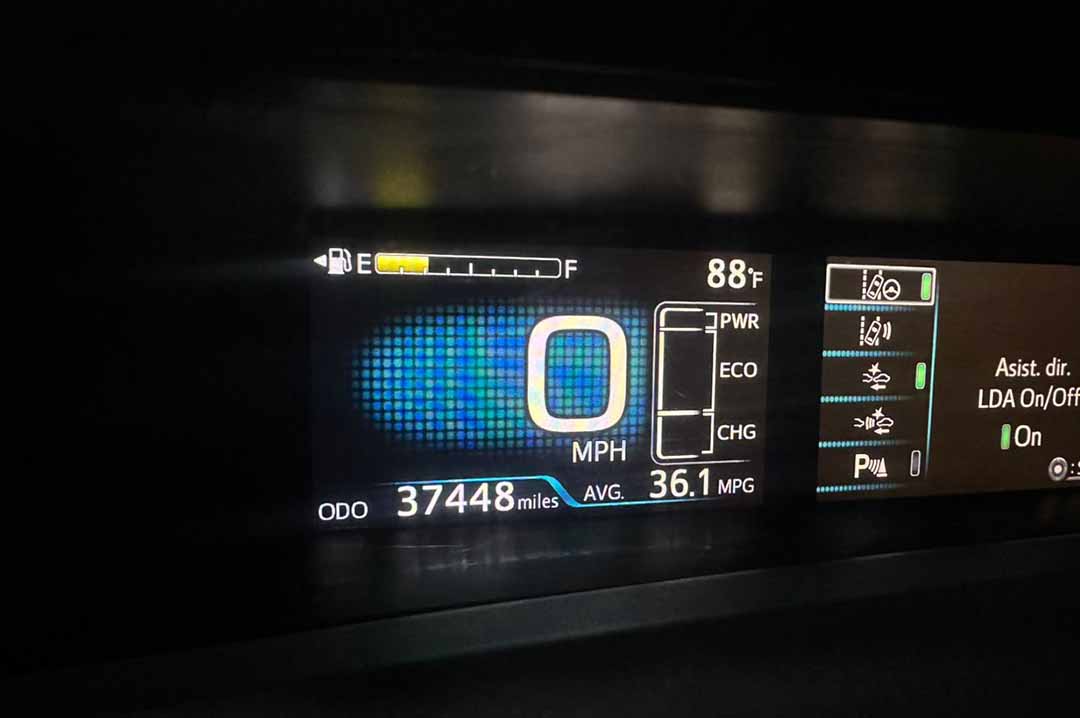 E F 88°F
0
MPH
PWR
ECO
CHG
ODO 37448 miles AVG. 36.1 MPG
P
Asist. dir.
LDA On/Off
On